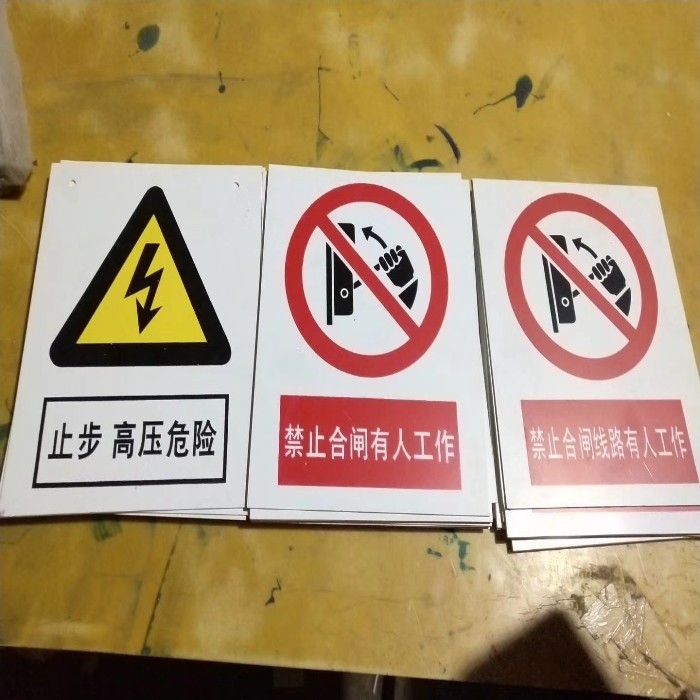 止步 高压危险
禁止合闸有人工作
禁止合闸线路有人工作